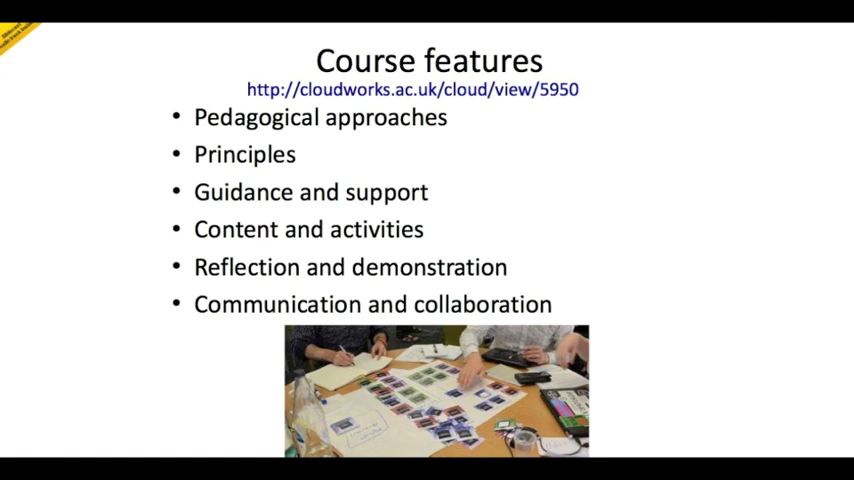 Course features
http://cloudworks.ac.uk/cloud/view/5950
• Pedagogical approaches
• Principles
• Guidance and support
• Content and activities
• Reflection and demonstration
• Communication and collaboration